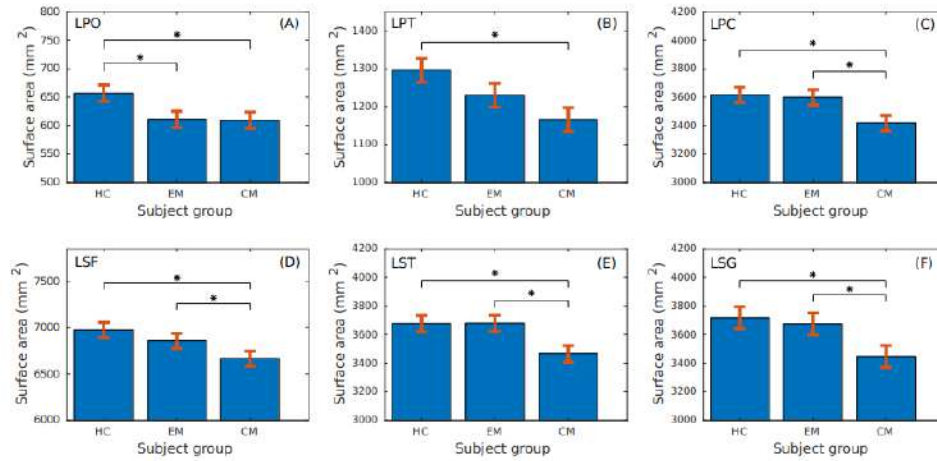 LPO (A)
800
750
700
650
600
550
500
Surface area (mm 2)
* *
HC EM CM
Subject group
LPT (B)
1400
1300
1200
1100
1000
Surface area (mm 2)
*
HC EM CM
Subject group
LPC (C)
4200
4000
3800
3600
3400
3200
3000
Surface area (mm 2)
* *
HC EM CM
Subject group
LSF (D)
7500
7000
6500
6000
Surface area (mm 2)
* *
HC EM CM
Subject group
LST (E)
4200
4000
3800
3600
3400
3200
3000
Surface area (mm 2)
* *
HC EM CM
Subject group
LSG (F)
4200
4000
3800
3600
3400
3200
3000
Surface area (mm 2)
* *
HC EM CM
Subject group